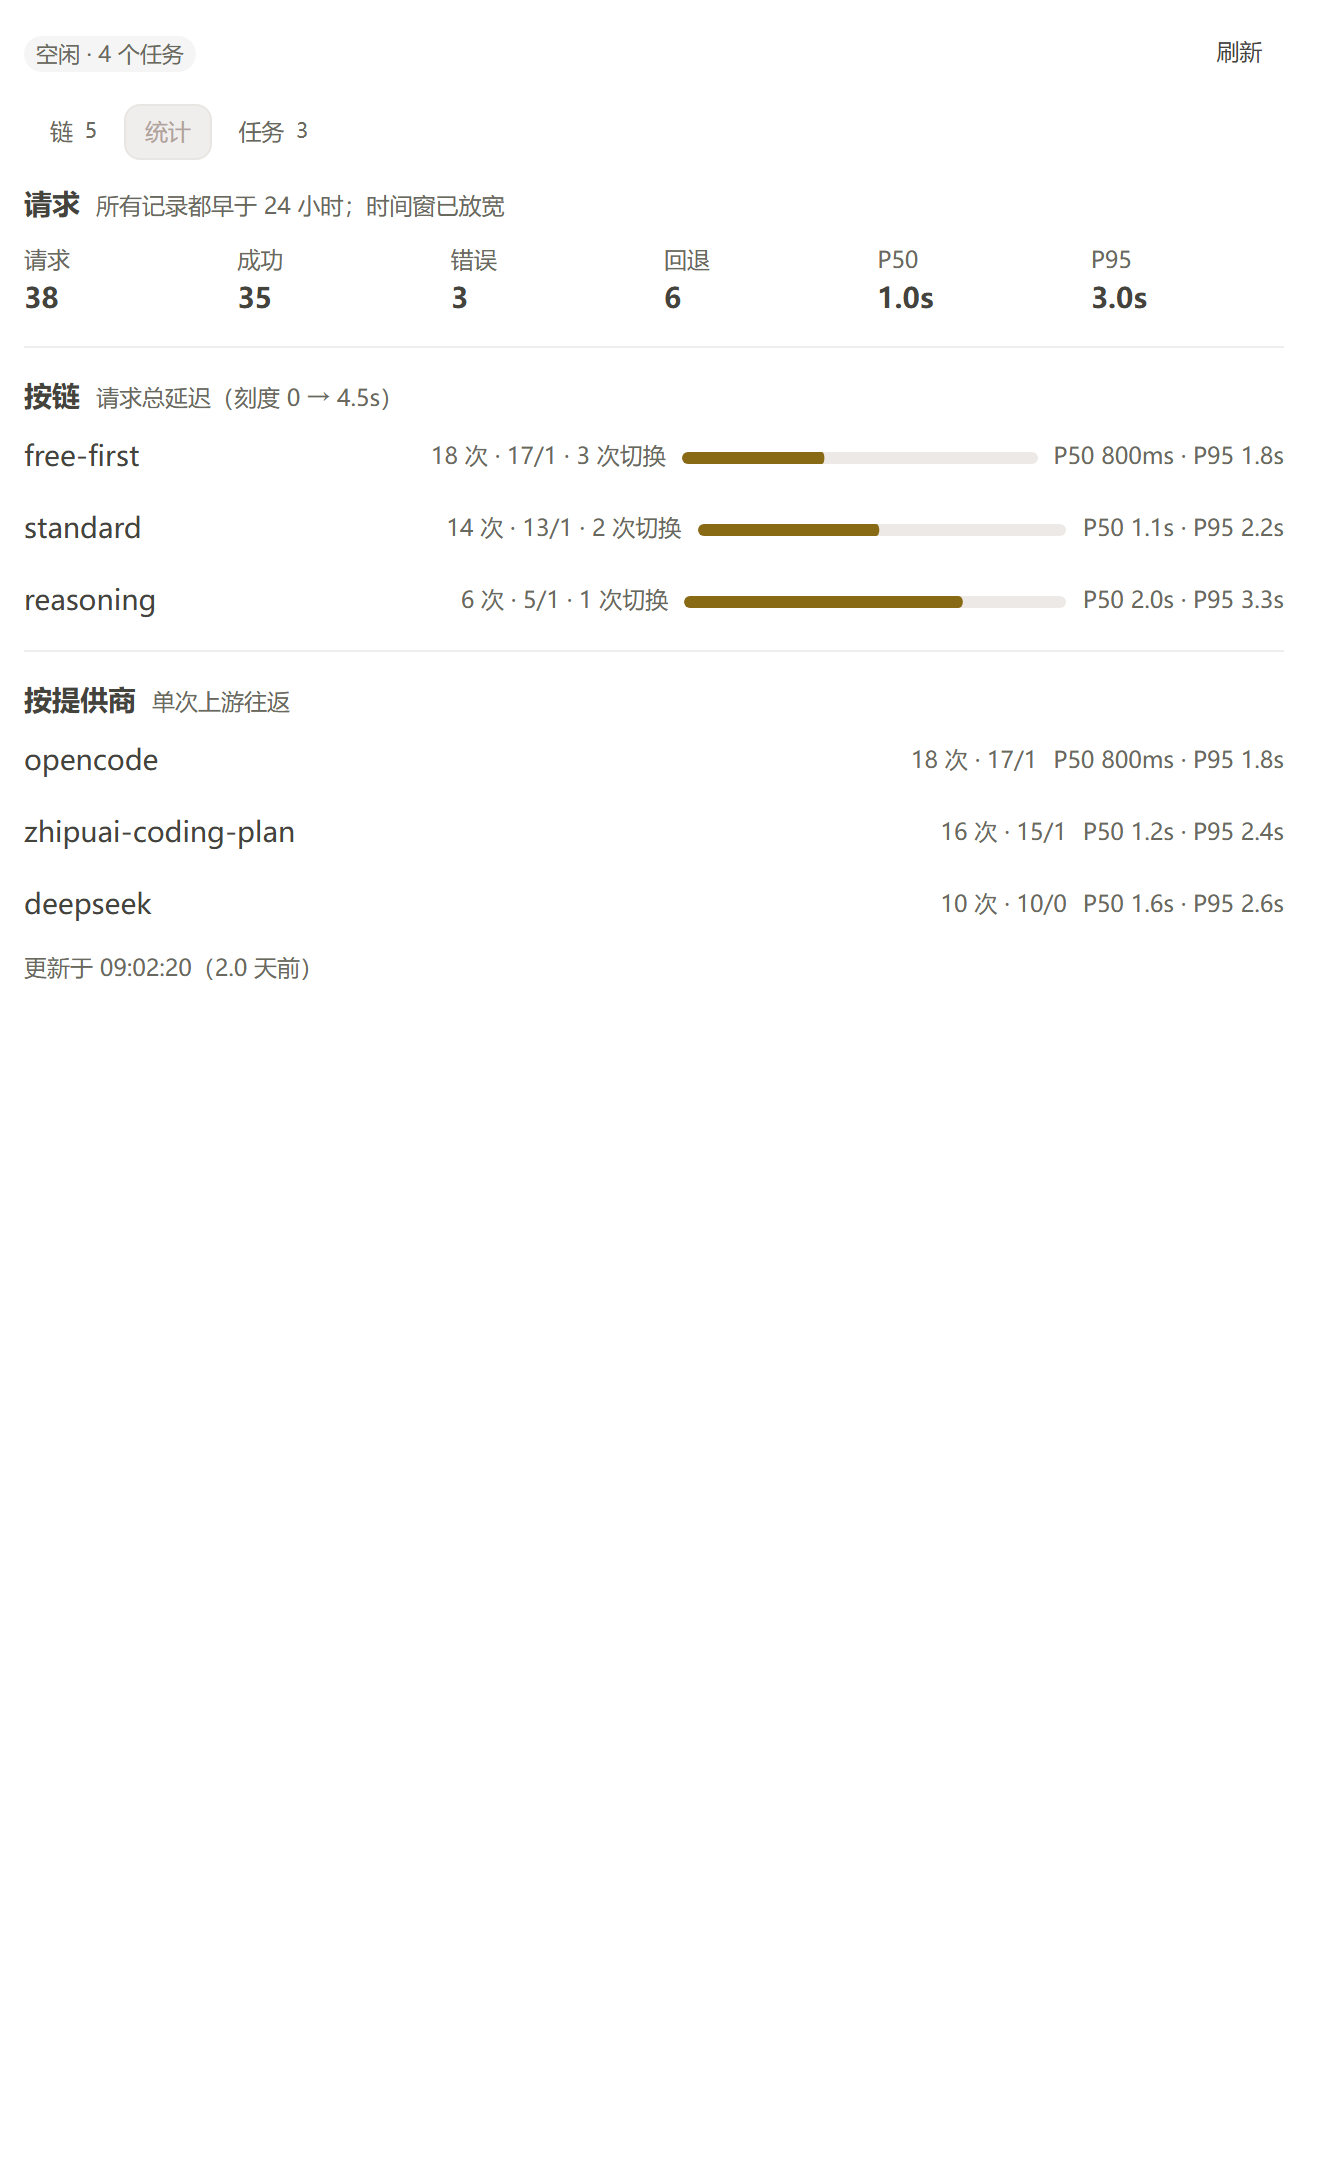 空闲 · 4 个任务 刷新
链 5 统计 任务 3
请求 所有记录都早于 24 小时；时间窗已放宽
请求 成功 错误 回退 P50 P95
38 35 3 6 1.0s 3.0s
按链 请求总延迟（刻度 0 → 4.5s）
free-first 18 次 · 17/1 · 3 次切换 P50 800ms · P95 1.8s
standard 14 次 · 13/1 · 2 次切换 P50 1.1s · P95 2.2s
reasoning 6 次 · 5/1 · 1 次切换 P50 2.0s · P95 3.3s
按提供商 单次上游往返
opencode 18 次 · 17/1 P50 800ms · P95 1.8s
zhipuai-coding-plan 16 次 · 15/1 P50 1.2s · P95 2.4s
deepseek 10 次 · 10/0 P50 1.6s · P95 2.6s
更新于 09:02:20（2.0 天前）